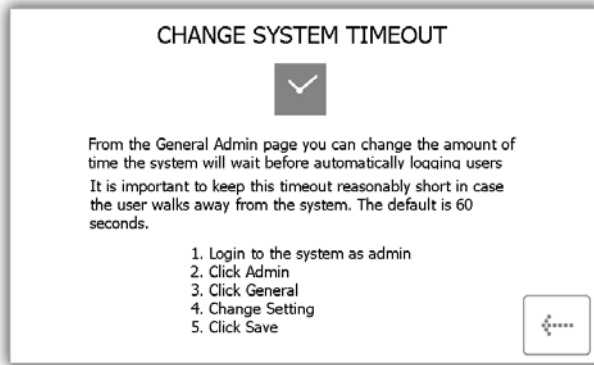 CHANGE SYSTEM TIMEOUT
From the General Admin page you can change the amount of
time the system will wait before automatically logging users
It is important to keep this timeout reasonably short in case
the user walks away from the system. The default is 60
seconds.
1. Login to the system as admin
2. Click Admin
3. Click General
4. Change Setting
5. Click Save